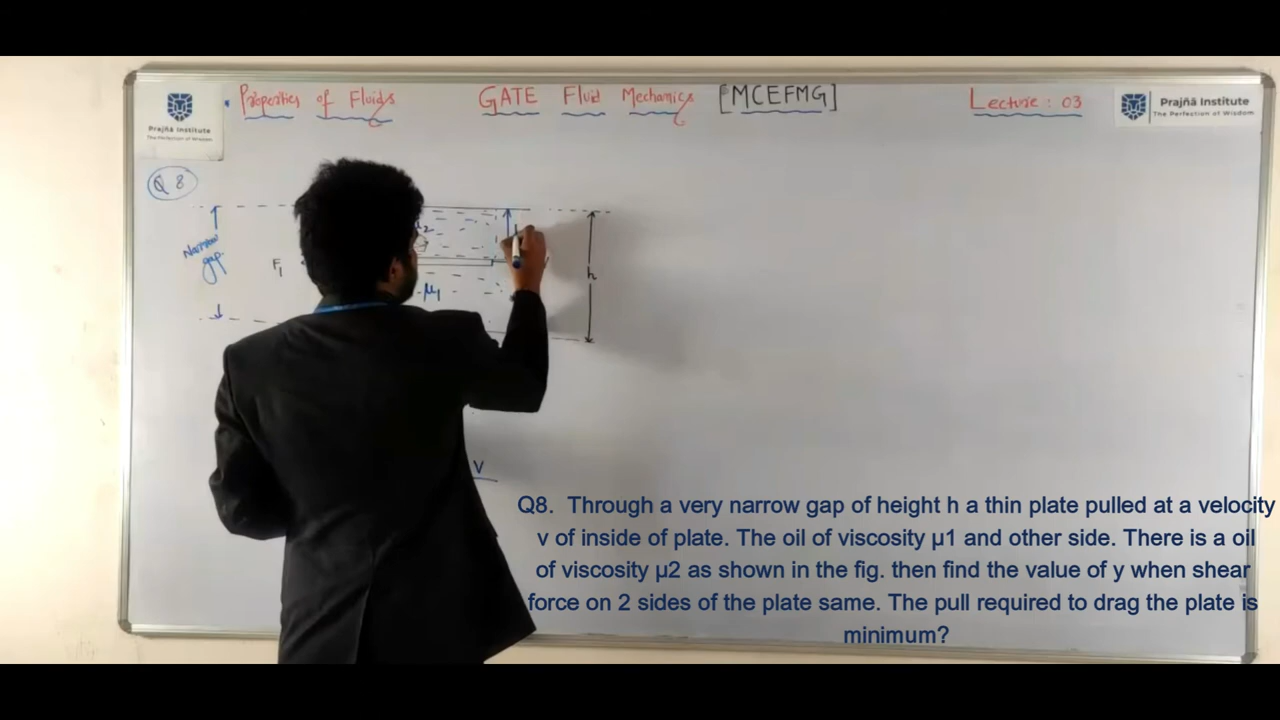 Properties of Fluids
GATE Fluid Mechanics [MCEFMG]
Lecture : 03
Prajñā Institute
The Perfection of Wisdom
Prajñā Institute
The Perfection of Wisdom
Q 8
Narrow
gap
F1
μ1
h
V
Q8. Through a very narrow gap of height h a thin plate pulled at a velocity
v of inside of plate. The oil of viscosity µ1 and other side. There is a oil
of viscosity µ2 as shown in the fig. then find the value of y when shear
force on 2 sides of the plate same. The pull required to drag the plate is
minimum?